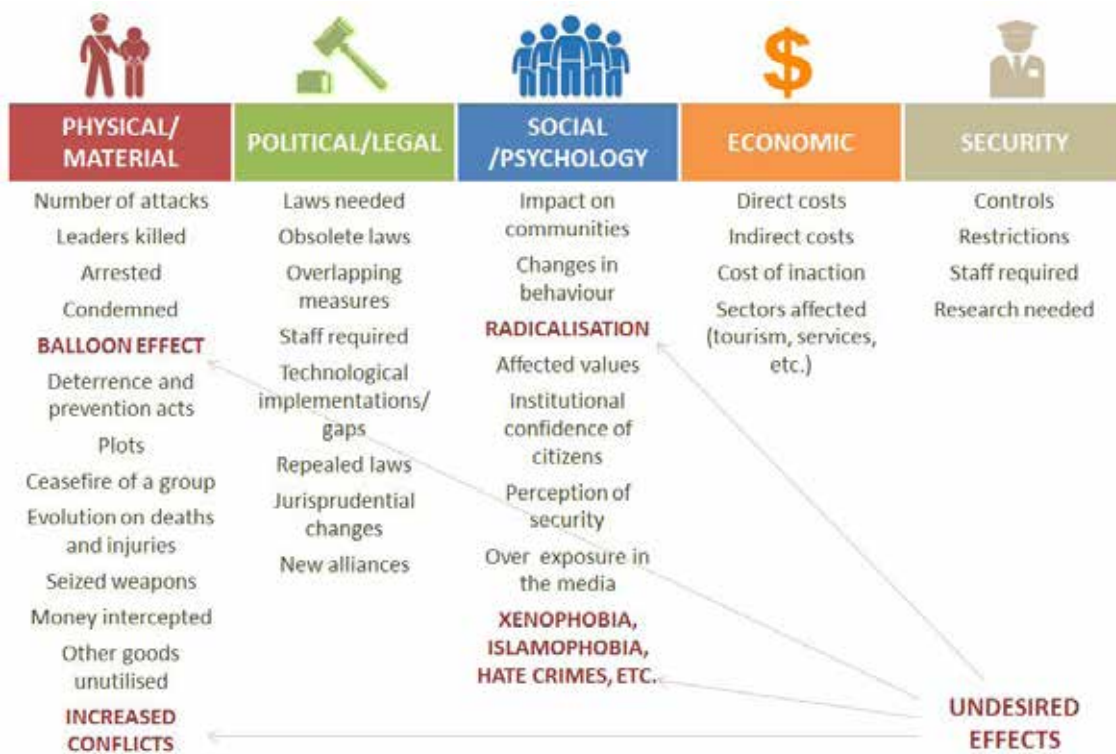 PHYSICAL/
MATERIAL
Number of attacks
Leaders killed
Arrested
Condemned
BALLOON EFFECT
Deterrence and
prevention acts
Plots
Ceasefire of a group
Evolution on deaths
and injuries
Seized weapons
Money intercepted
Other goods
unutilised
INCREASED
CONFLICTS
POLITICAL/LEGAL
Laws needed
Obsolete laws
Overlapping
measures
Staff required
Technological
implementations/
gaps
Repealed laws
Jurisprudential
changes
New alliances
SOCIAL
/PSYCHOLOGY
Impact on
communities
Changes in
behaviour
RADICALISATION
Affected values
Institutional
confidence of
citizens
Perception of
security
Over exposure in
the media
XENOPHOBIA,
ISLAMOPHOBIA,
HATE CRIMES, ETC.
ECONOMIC
Direct costs
Indirect costs
Cost of inaction
Sectors affected
(tourism, services,
etc.)
SECURITY
Controls
Restrictions
Staff required
Research needed
UNDESIRED
EFFECTS